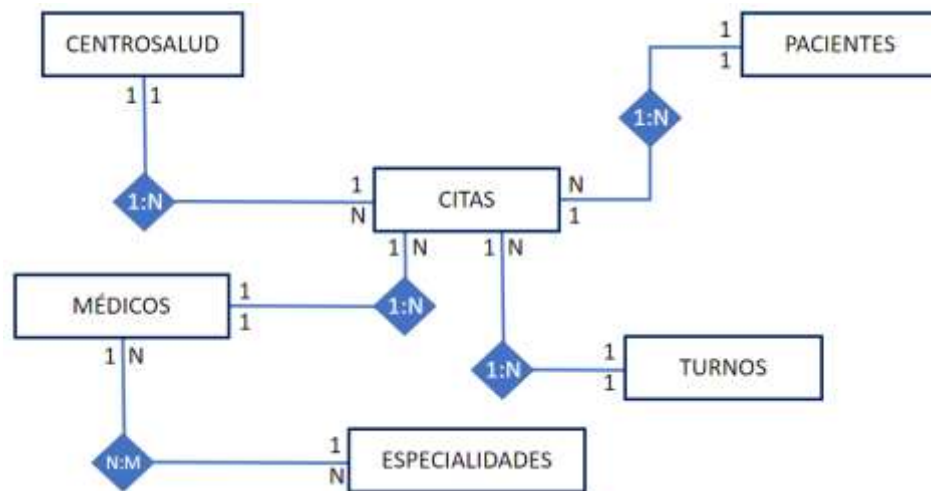 CENTROSALUD
1 1
1:N
1
N
CITAS
PACIENTES
1
1
1:N
N
1
1 N
1:N
MÉDICOS
1
1
1 N
1:N
TURNOS
1
1
1 N
N:M
ESPECIALIDADES
1
N